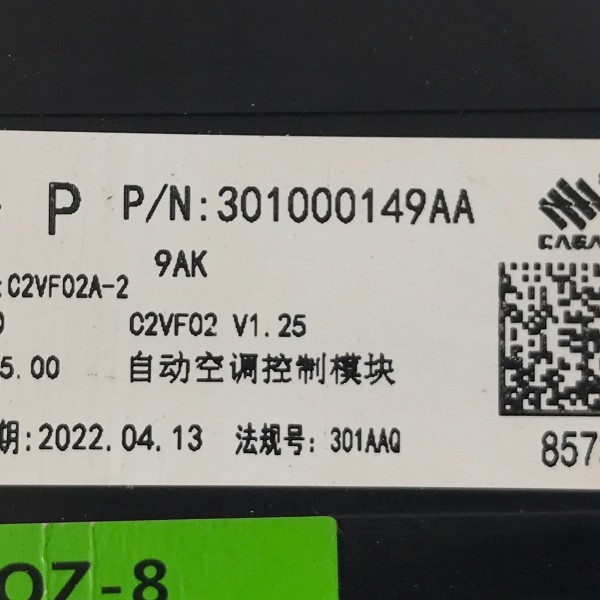 P P/N:301000149AA
9AK
:C2VF02A-2
C2VF02 V1.25
5.00 自动空调控制模块
期:2022.04.13 法规号: 301AAQ
857
OZ-8